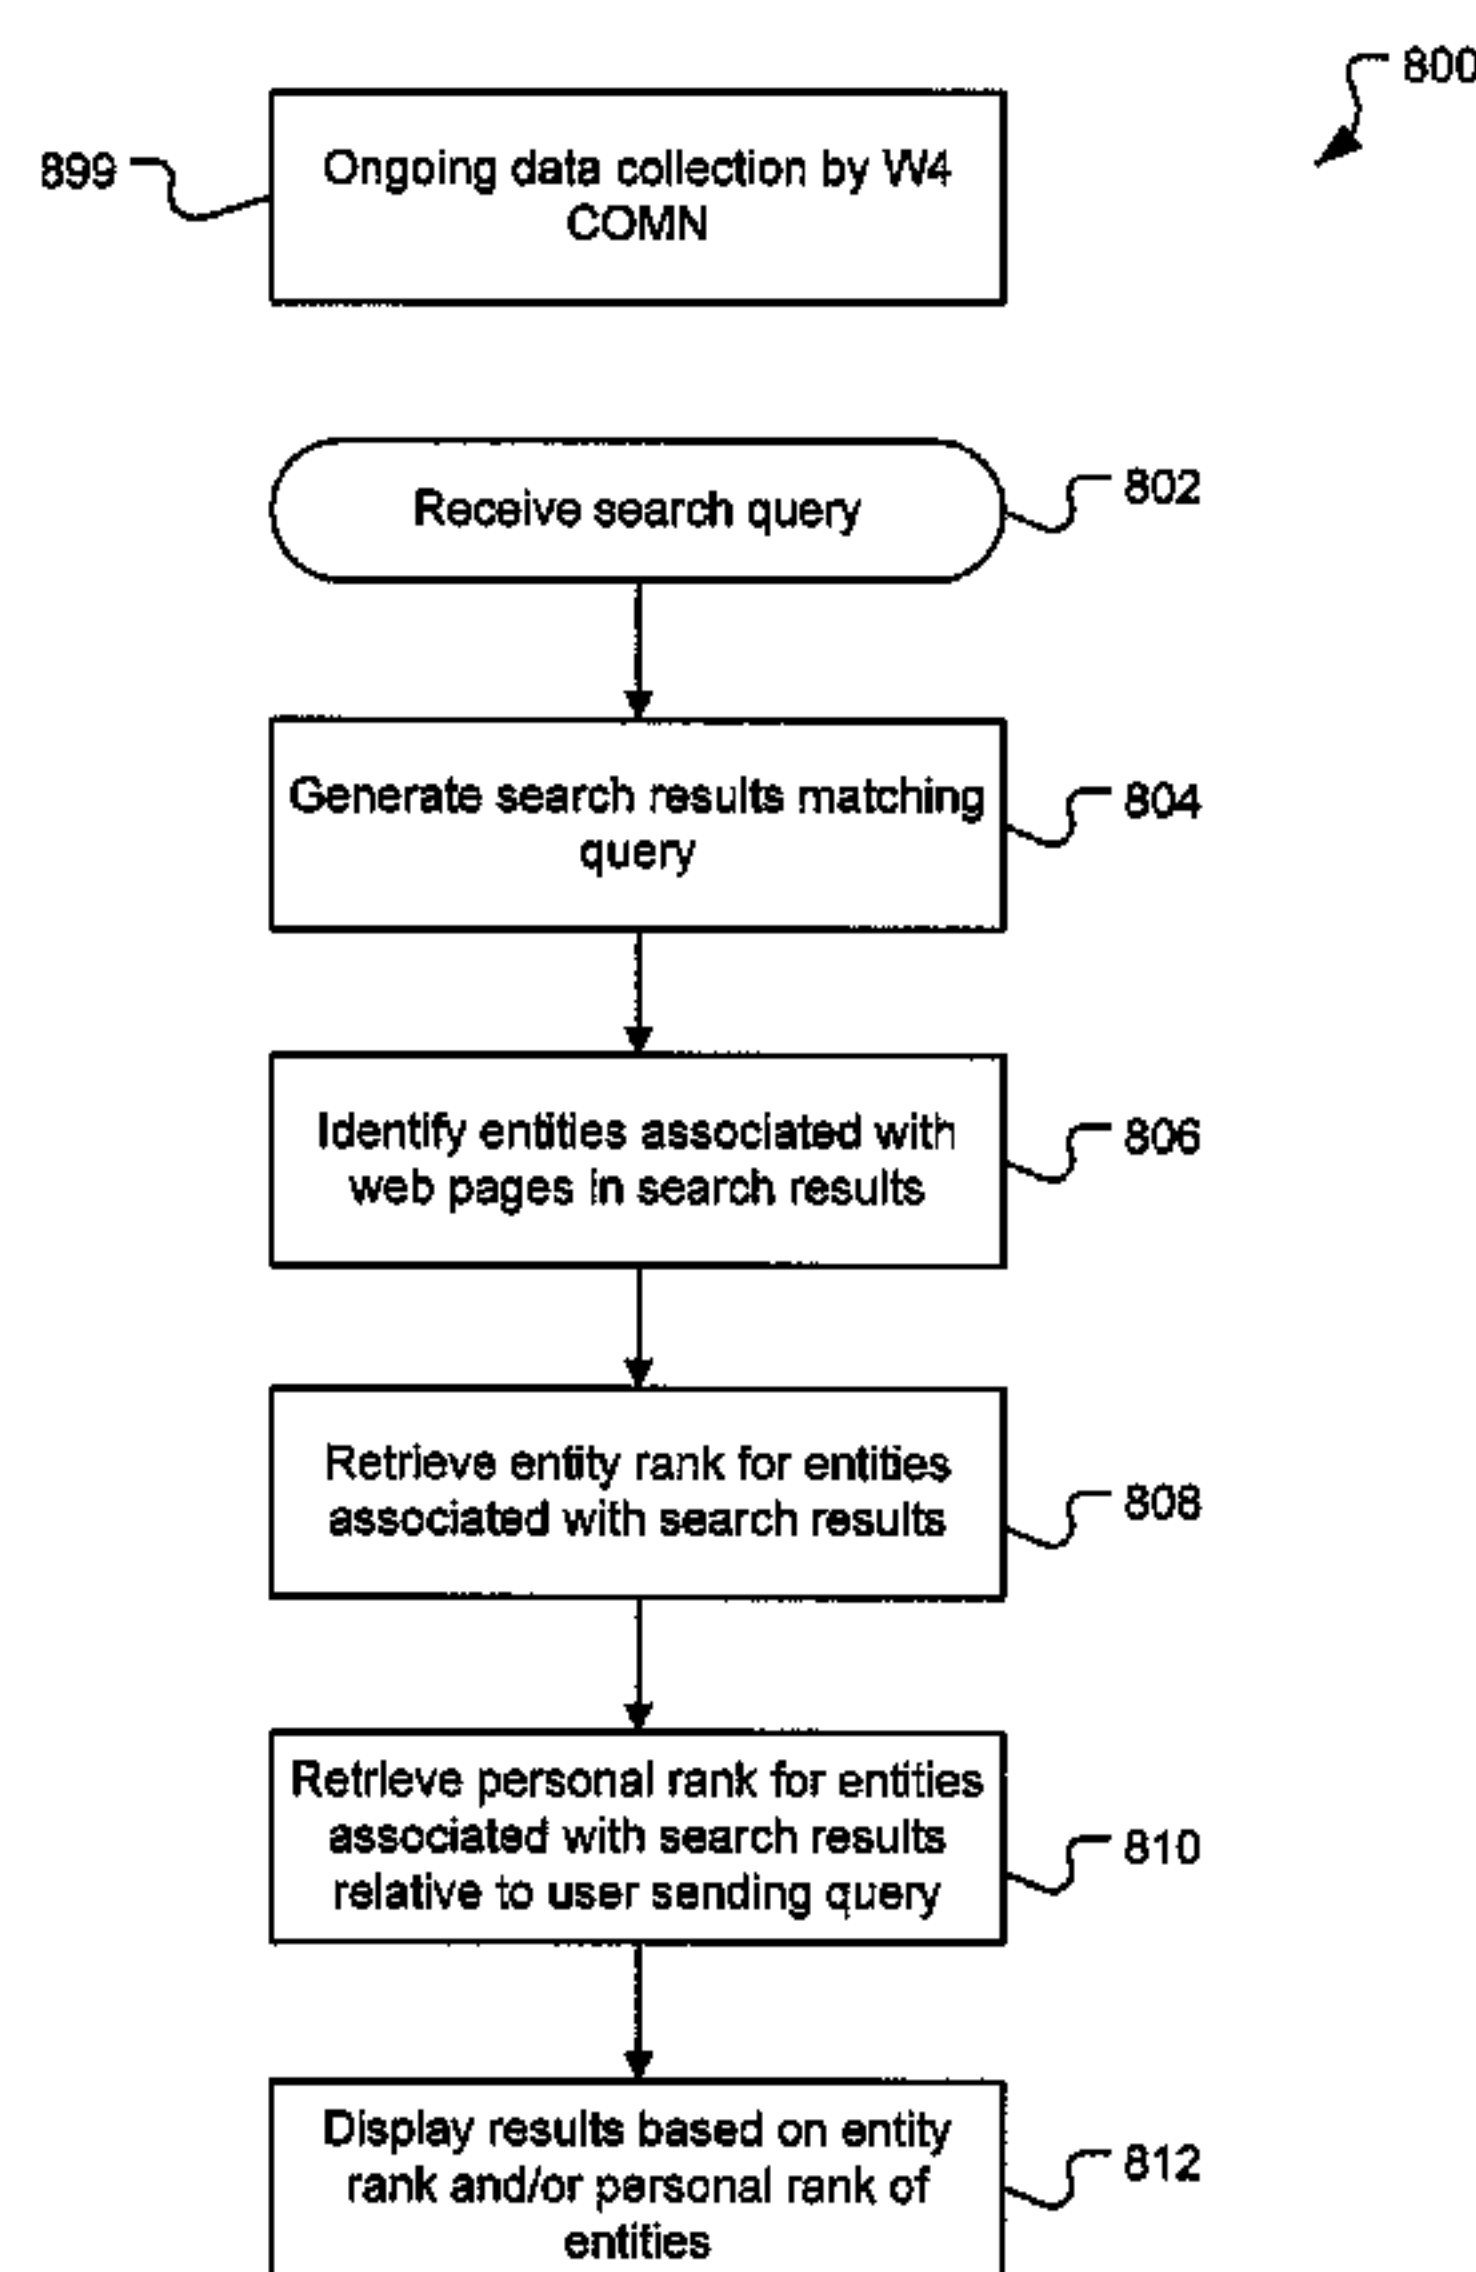 800
899
Ongoing data collection by W4
COMN
Receive search query
802
Generate search results matching
query
804
Identify entities associated with
web pages in search results
806
Retrieve entity rank for entities
associated with search results
808
Retrieve personal rank for entities
associated with search results
relative to user sending query
810
Display results based on entity
rank and/or personal rank of
entities
812